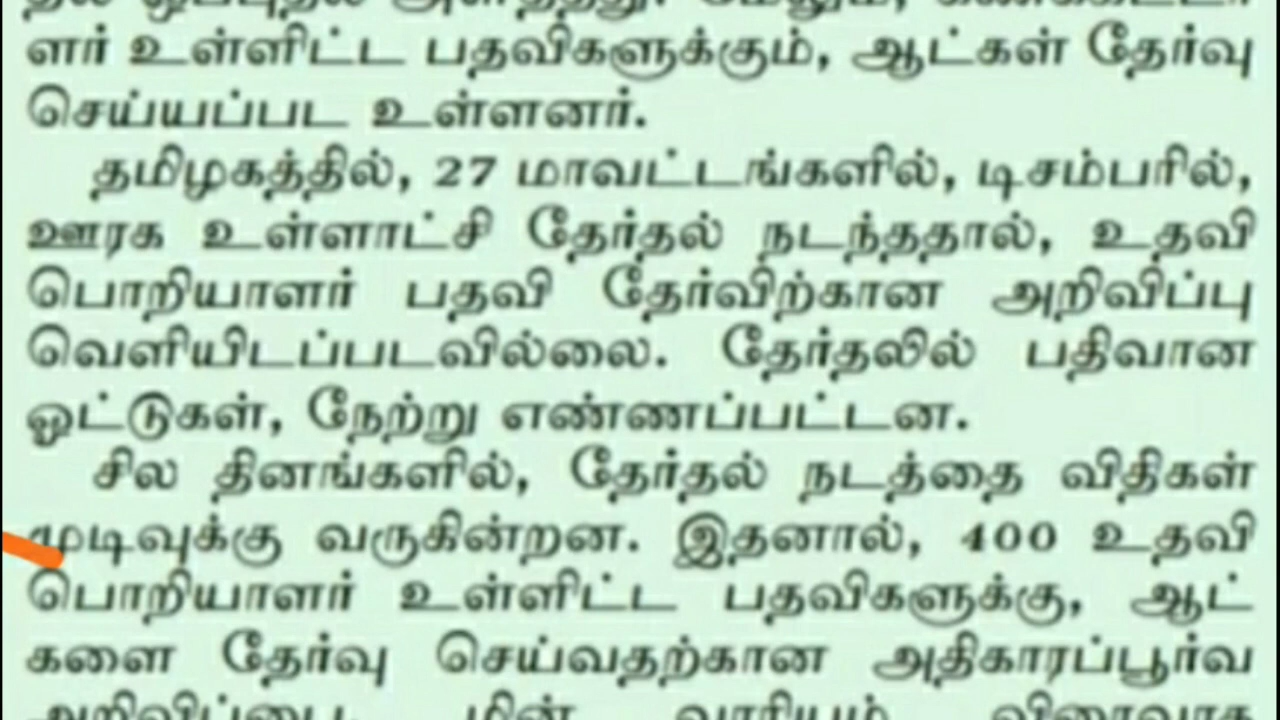 ளர் உள்ளிட்ட பதவிகளுக்கும், ஆட்கள் தேர்வு
செய்யப்பட உள்ளனர்.
தமிழகத்தில், 27 மாவட்டங்களில், டிசம்பரில்,
ஊரக உள்ளாட்சி தேர்தல் நடந்ததால், உதவி
பொறியாளர் பதவி தேர்விற்கான அறிவிப்பு
வெளியிடப்படவில்லை. தேர்தலில் பதிவான
ஓட்டுகள், நேற்று எண்ணப்பட்டன.
சில தினங்களில், தேர்தல் நடத்தை விதிகள்
முடிவுக்கு வருகின்றன. இதனால், 400 உதவி
பொறியாளர் உள்ளிட்ட பதவிகளுக்கு, ஆட்
களை தேர்வு செய்வதற்கான அதிகாரப்பூர்வ
அறிவிப்பை, மின் வாரியம் விரைவாக